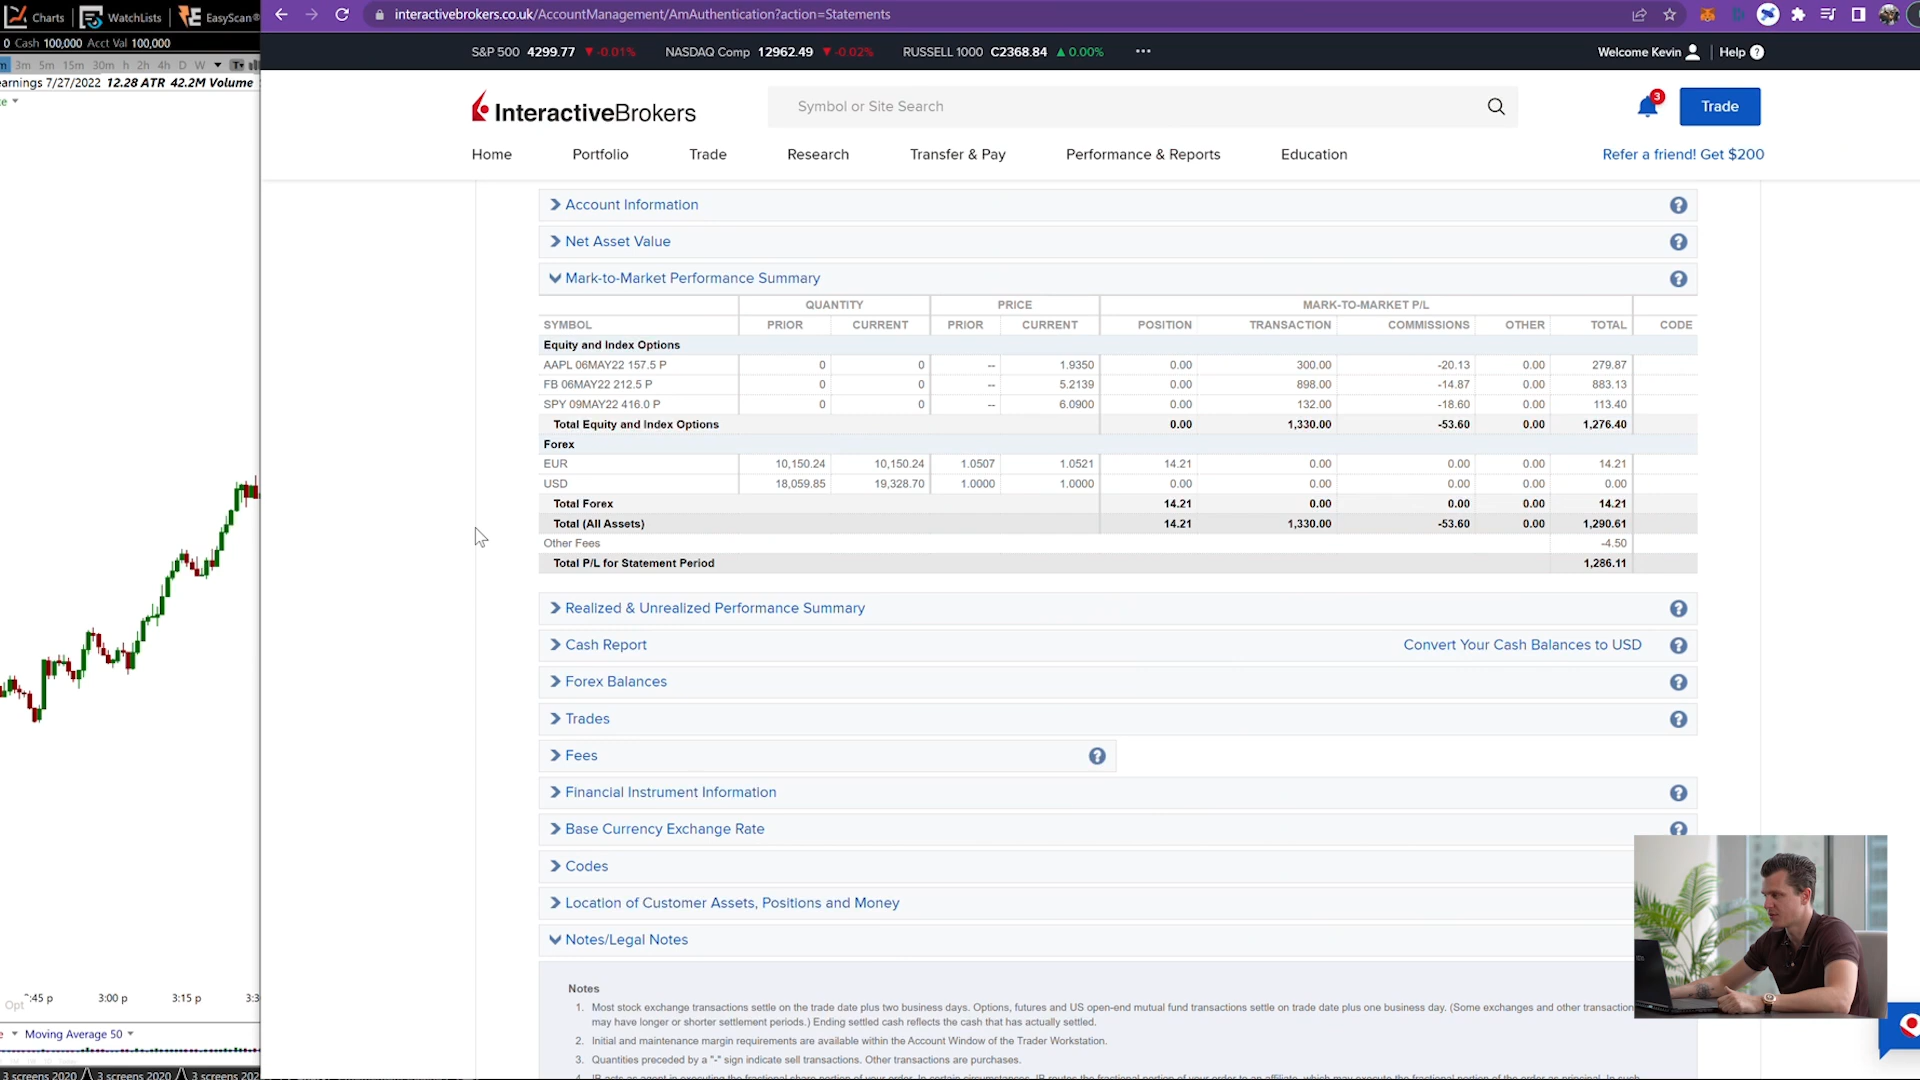 Charts
WatchLists
EasyScan®
0 Cash 100,000 Acct Val 100,000
3m 5m 15m 30m h 2h 4h D W
earnings 7/27/2022 12.28 ATR 42.2M Volume
:45 p 3:00 p 3:15 p 3:3
Opt
Moving Average 50
3 screens 2020 3 screens 2020 3 screens 202
interactivebrokers.co.uk/AccountManagement/AmAuthentication?action=Statements
S&P 500 4299.77 ▼ -0.01% NASDAQ Comp 12962.49 ▼ -0.02% RUSSELL 1000 C2368.84 ▲ 0.00% •••
Welcome Kevin Help ?
InteractiveBrokers
Symbol or Site Search
3
Trade
Home Portfolio Trade Research Transfer & Pay Performance & Reports Education
Refer a friend! Get $200
Account Information ?
Net Asset Value ?
Mark-to-Market Performance Summary ?
QUANTITY PRICE MARK-TO-MARKET P/L
SYMBOL PRIOR CURRENT PRIOR CURRENT POSITION TRANSACTION COMMISSIONS OTHER TOTAL CODE
Equity and Index Options
AAPL 06MAY22 157.5 P 0 0 -- 1.9350 0.00 300.00 -20.13 0.00 279.87
FB 06MAY22 212.5 P 0 0 -- 5.2139 0.00 898.00 -14.87 0.00 883.13
SPY 09MAY22 416.0 P 0 0 -- 6.0900 0.00 132.00 -18.60 0.00 113.40
Total Equity and Index Options 0.00 1,330.00 -53.60 0.00 1,276.40
Forex
EUR 10,150.24 10,150.24 1.0507 1.0521 14.21 0.00 0.00 0.00 14.21
USD 18,059.85 19,328.70 1.0000 1.0000 0.00 0.00 0.00 0.00 0.00
Total Forex 14.21 0.00 0.00 0.00 14.21
Total (All Assets) 14.21 1,330.00 -53.60 0.00 1,290.61
Other Fees -4.50
Total P/L for Statement Period 1,286.11
Realized & Unrealized Performance Summary ?
Cash Report Convert Your Cash Balances to USD ?
Forex Balances ?
Trades ?
Fees ?
Financial Instrument Information ?
Base Currency Exchange Rate ?
Codes
Location of Customer Assets, Positions and Money
Notes/Legal Notes
Notes
1. Most stock exchange transactions settle on the trade date plus two business days. Options, futures and US open-end mutual fund transactions settle on trade date plus one business day. (Some exchanges and other transaction
may have longer or shorter settlement periods.) Ending settled cash reflects the cash that has actually settled.
2. Initial and maintenance margin requirements are available within the Account Window of the Trader Workstation.
3. Quantities preceded by a "-" sign indicate sell transactions. Other transactions are purchases.